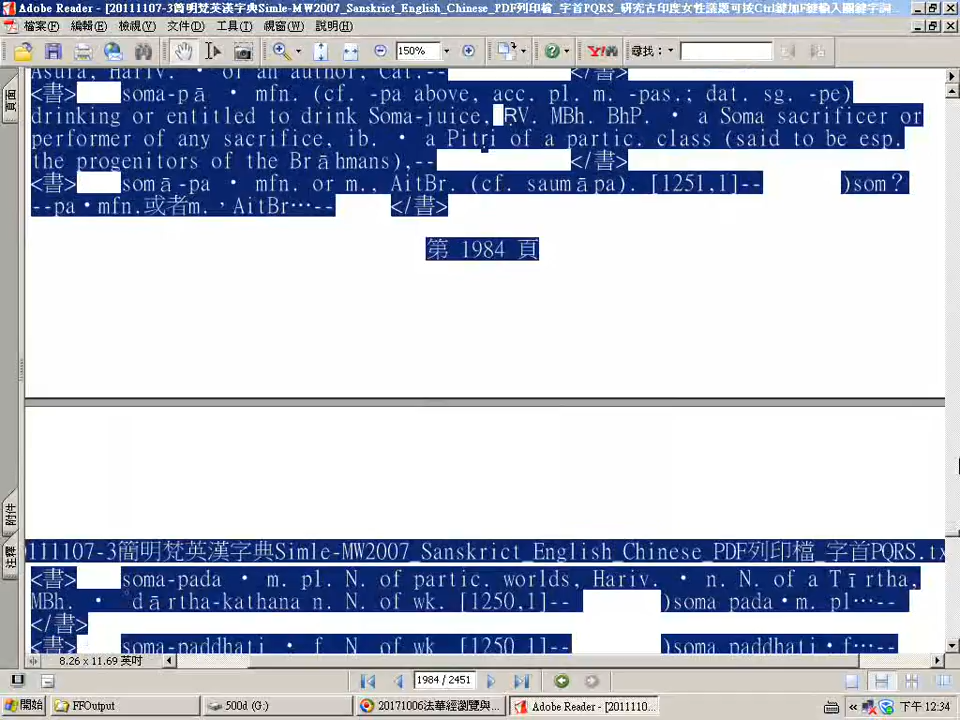 Adobe Reader - [20111107-3簡明梵英漢字典Simle-MW2007_Sanskrict_English_Chinese_PDF列印檔_字首PQRS_研究古印度女性議題可按Ctrl鍵加F鍵輸入關鍵字詞
檔案(F) 編輯(E) 檢視(V) 文件(D) 工具(T) 視窗(W) 說明(H)
150% 尋找:
頁面
Asura, Hariv. • of an author, Cat.-- </書>
<書> soma-pā • mfn. (cf. -pa above, acc. pl. m. -pas.; dat. sg. -pe)
drinking or entitled to drink Soma-juice, RV. MBh. BhP. • a Soma sacrificer or
performer of any sacrifice, ib. • a Pitri of a partic. class (said to be esp.
the progenitors of the Brāhmans),-- </書>
<書> somā-pa • mfn. or m., AitBr. (cf. saumāpa). [1251,1]-- )som？
--pa•mfn.或者m.，AitBr…-- </書>
第 1984 頁
附件
注釋
0111107-3簡明梵英漢字典Simle-MW2007_Sanskrict_English_Chinese_PDF列印檔_字首PQRS.tx
<書> soma-pada • m. pl. N. of partic. worlds, Hariv. • n. N. of a Tīrtha,
MBh. • °dārtha-kathana n. N. of wk. [1250,1]-- )soma pada•m. pl…--
</書>
<書> soma-paddhati • f. N. of wk. [1250,1]-- )soma paddhati•f…--
8.26 x 11.69 英吋
1984 / 2451
開始 FFOutput 500d (G:) 20171006法華經瀏覽與... Adobe Reader - [2011110... 下午 12:34